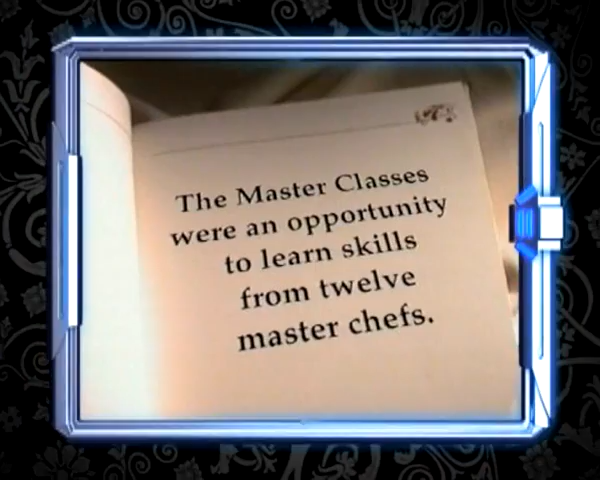 The Master Classes
were an opportunity
to learn skills
from twelve
master chefs.